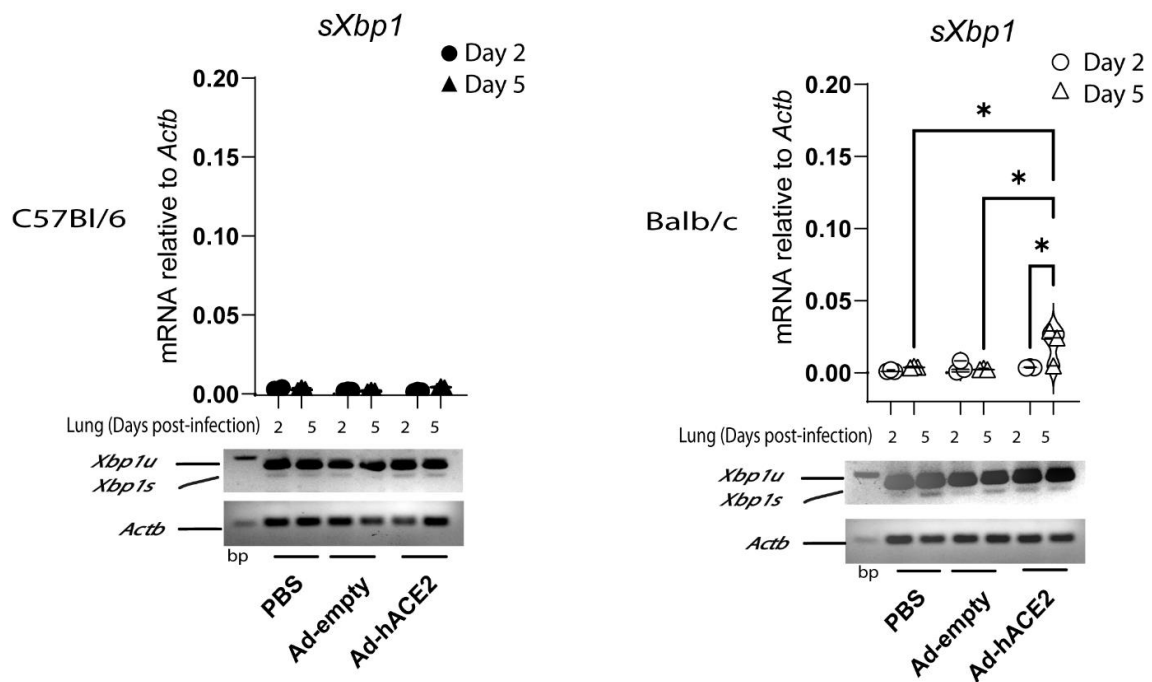 sXbp1
Day 2
Day 5
0.20
0.15
0.10
0.05
0.00
mRNA relative to Actb
C57Bl/6
Lung (Days post-infection) 2 5 2 5 2 5
Xbp1u
Xbp1s
Actb
bp
PBS
Ad-empty
Ad-hACE2
sXbp1
Day 2
Day 5
0.20
0.15
0.10
0.05
0.00
mRNA relative to Actb
Balb/c
*
*
*
Lung (Days post-infection) 2 5 2 5 2 5
Xbp1u
Xbp1s
Actb
bp
PBS
Ad-empty
Ad-hACE2